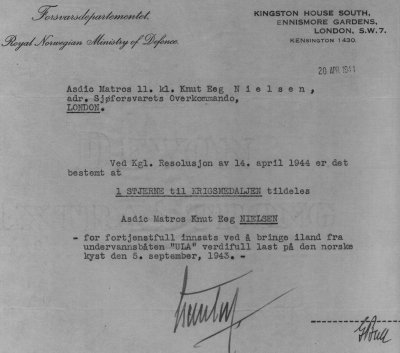 Forsvarsdepartementet.
Royal Norwegian Ministry of Defence.
KINGSTON HOUSE SOUTH,
ENNISMORE GARDENS,
LONDON, S.W.7.
KENSINGTON 1430.
20 APR 1944
Asdic Matros 11. kl. Knut Eeg Nielsen,
adr. Sjøforsvarets Overkommando,
LONDON.
Ved Kgl. Resolusjon av 14. april 1944 er det
bestemt at
1 STJERNE til KRIGSMEDALJEN tildeles
Asdic Matros Knut Eeg NIELSEN
- for fortjenstfull innsats ved å bringe iland fra
undervannsbåten "ULA" verdifull last på den norske
kyst den 5. september, 1943. -